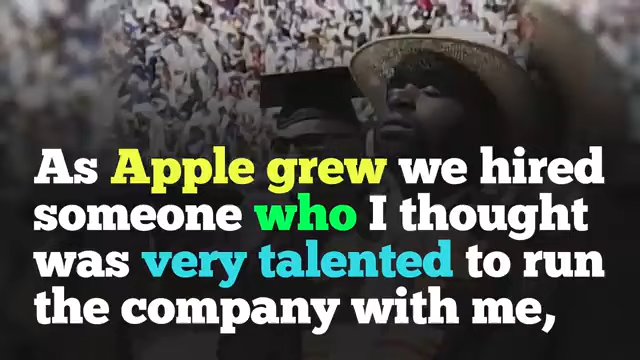 As Apple grew we hired
someone who I thought
was very talented to run
the company with me,